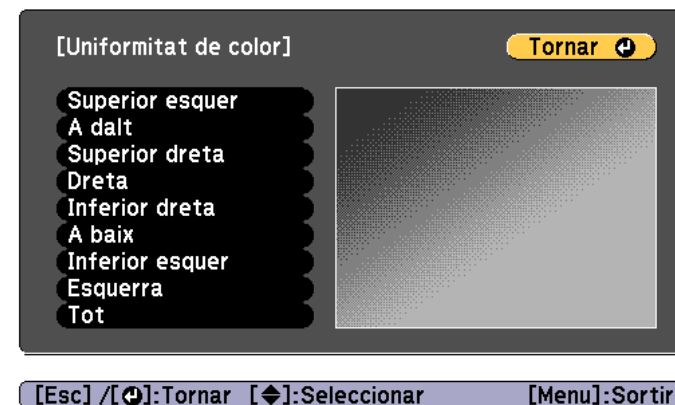 [Uniformitat de color]
Tornar
Superior esquer
A dalt
Superior dreta
Dreta
Inferior dreta
A baix
Inferior esquer
Esquerra
Tot
[Esc] /[⏎]:Tornar [◆]:Seleccionar [Menu]:Sortir